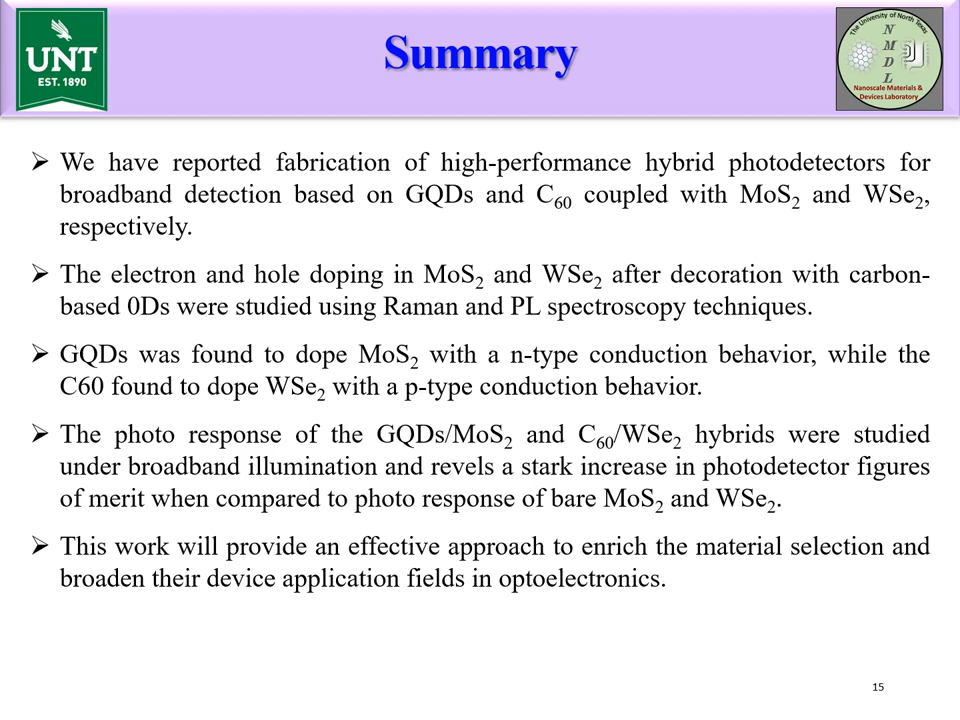 UNT
EST. 1890
Summary
The University of North Texas
N
M
D
L
Nanoscale Materials &
Devices Laboratory
➢ We have reported fabrication of high-performance hybrid photodetectors for
broadband detection based on GQDs and C₆₀ coupled with MoS₂ and WSe₂,
respectively.
➢ The electron and hole doping in MoS₂ and WSe₂ after decoration with carbon-
based 0Ds were studied using Raman and PL spectroscopy techniques.
➢ GQDs was found to dope MoS₂ with a n-type conduction behavior, while the
C60 found to dope WSe₂ with a p-type conduction behavior.
➢ The photo response of the GQDs/MoS₂ and C₆₀/WSe₂ hybrids were studied
under broadband illumination and revels a stark increase in photodetector figures
of merit when compared to photo response of bare MoS₂ and WSe₂.
➢ This work will provide an effective approach to enrich the material selection and
broaden their device application fields in optoelectronics.
15